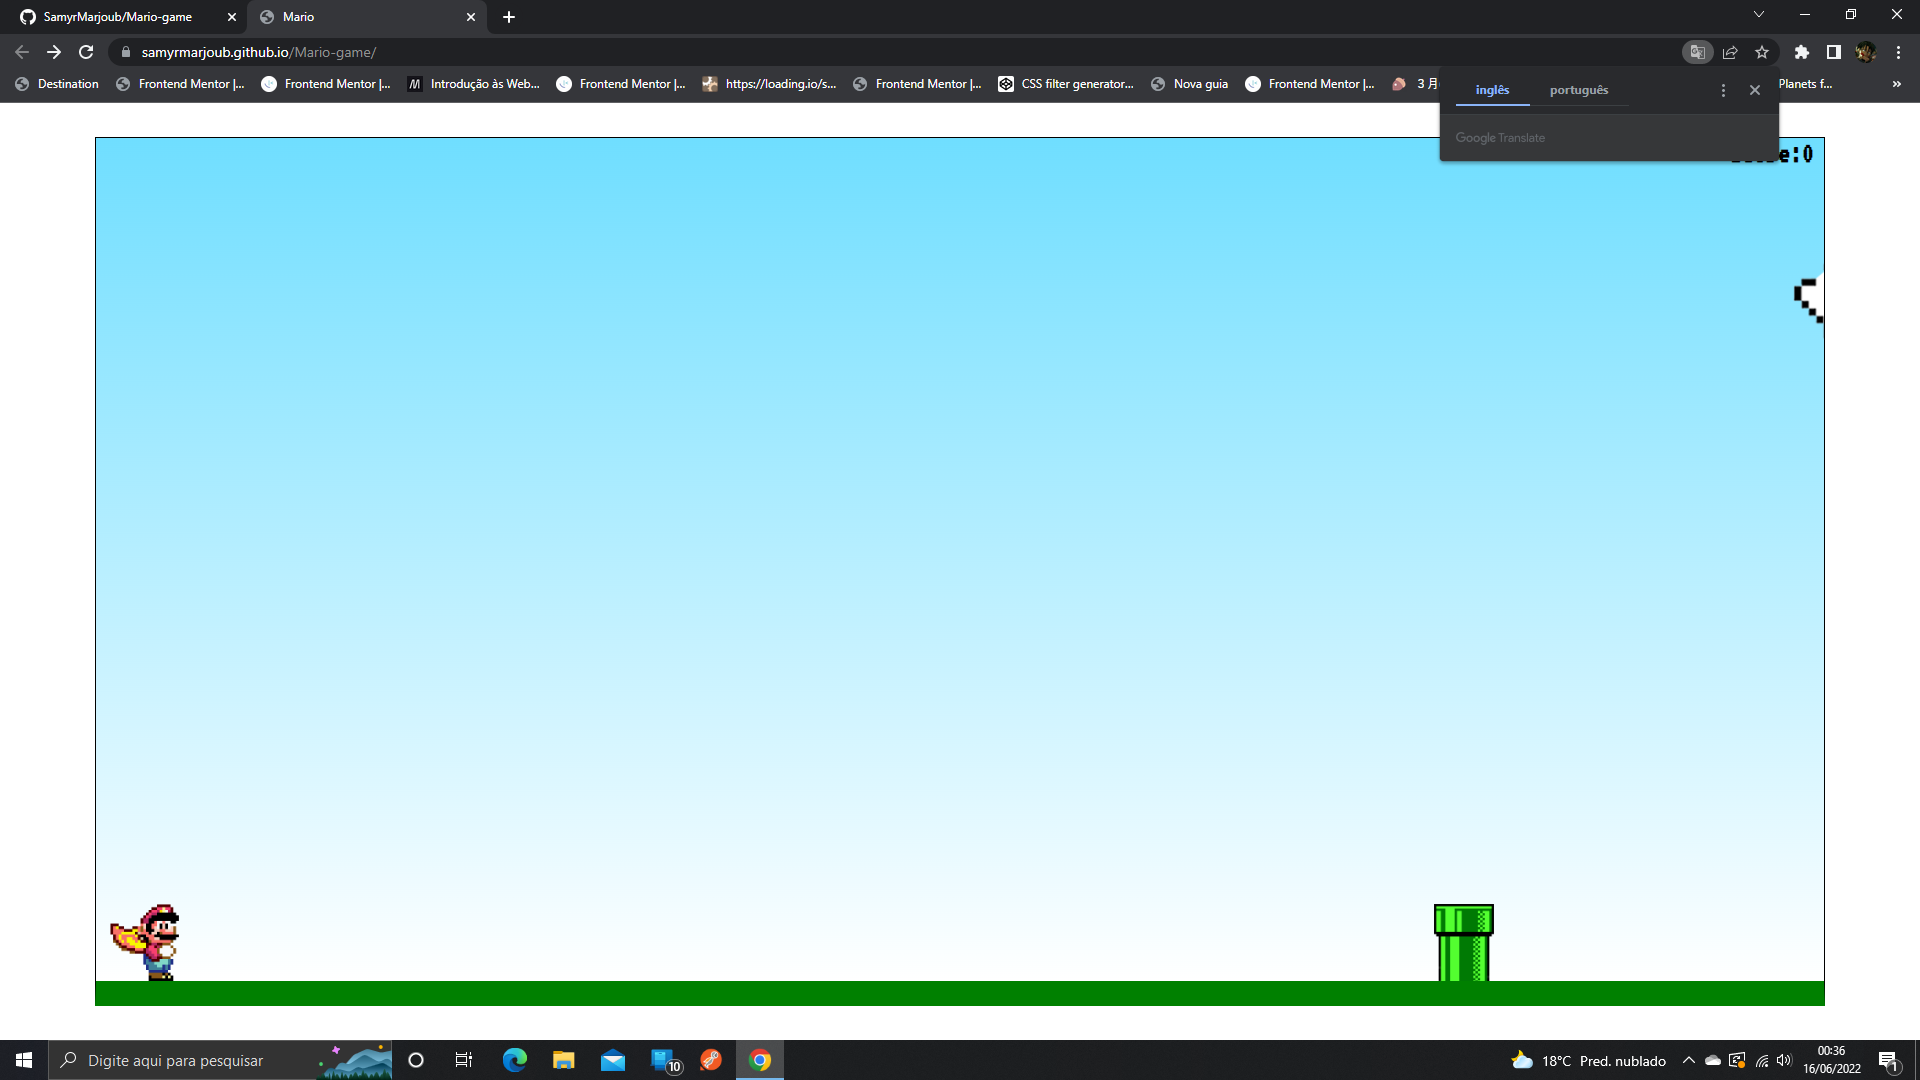 SamyrMarjoub/Mario-game
Mario
samyrmarjoub.github.io/Mario-game/
Destination
Frontend Mentor |...
Frontend Mentor |...
Introdução às Web...
Frontend Mentor |...
https://loading.io/s...
Frontend Mentor |...
CSS filter generator...
Nova guia
Frontend Mentor |...
3 月
Planets f...
»
inglês
português
Google Translate
:0
Digite aqui para pesquisar
10
18°C Pred. nublado
00:36
16/06/2022
1